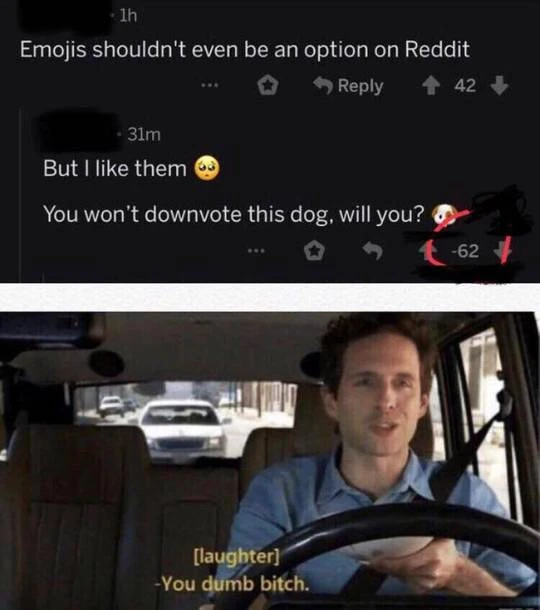 · 1h
Emojis shouldn't even be an option on Reddit
... Reply 42
· 31m
But I like them 🥺
You won't downvote this dog, will you? 🐶
... -62
[laughter]
-You dumb bitch.